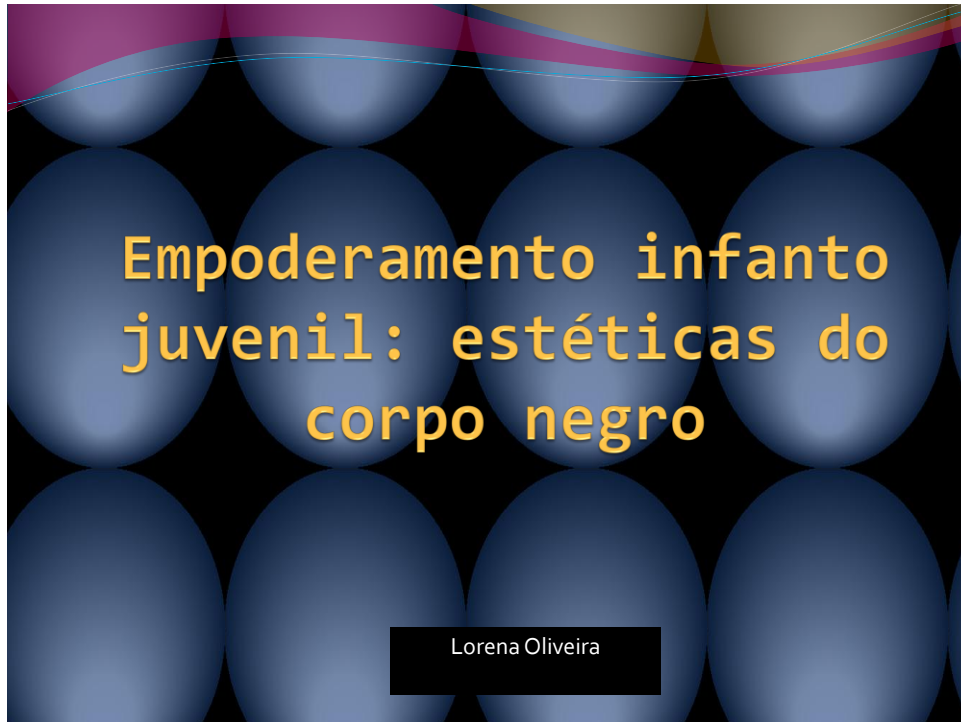 Empoderamento infanto
juvenil: estéticas do
corpo negro
Lorena Oliveira